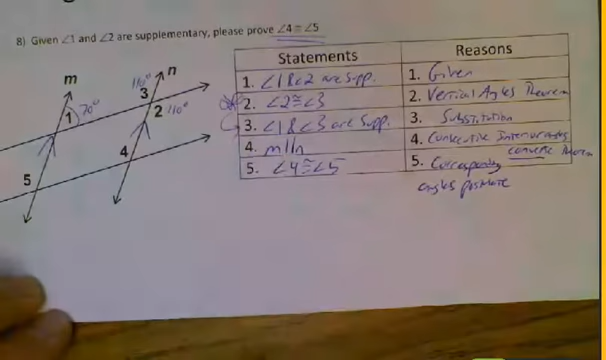 8) Given ∠1 and ∠2 are supplementary, please prove ∠4 ≅ ∠5
Statements Reasons
1. ∠1 & ∠2 are supp. 1. Given
2. ∠2 ≅ ∠3 2. Vertical Angles Theorem
3. ∠1 & ∠3 are supp. 3. Substitution
4. m||n 4. Consecutive Interior Angles
converse Theorem
5. ∠4 ≅ ∠5 5. Corresponding
angles postulate
m
n
110°
3
1 70°
2 110°
4
5